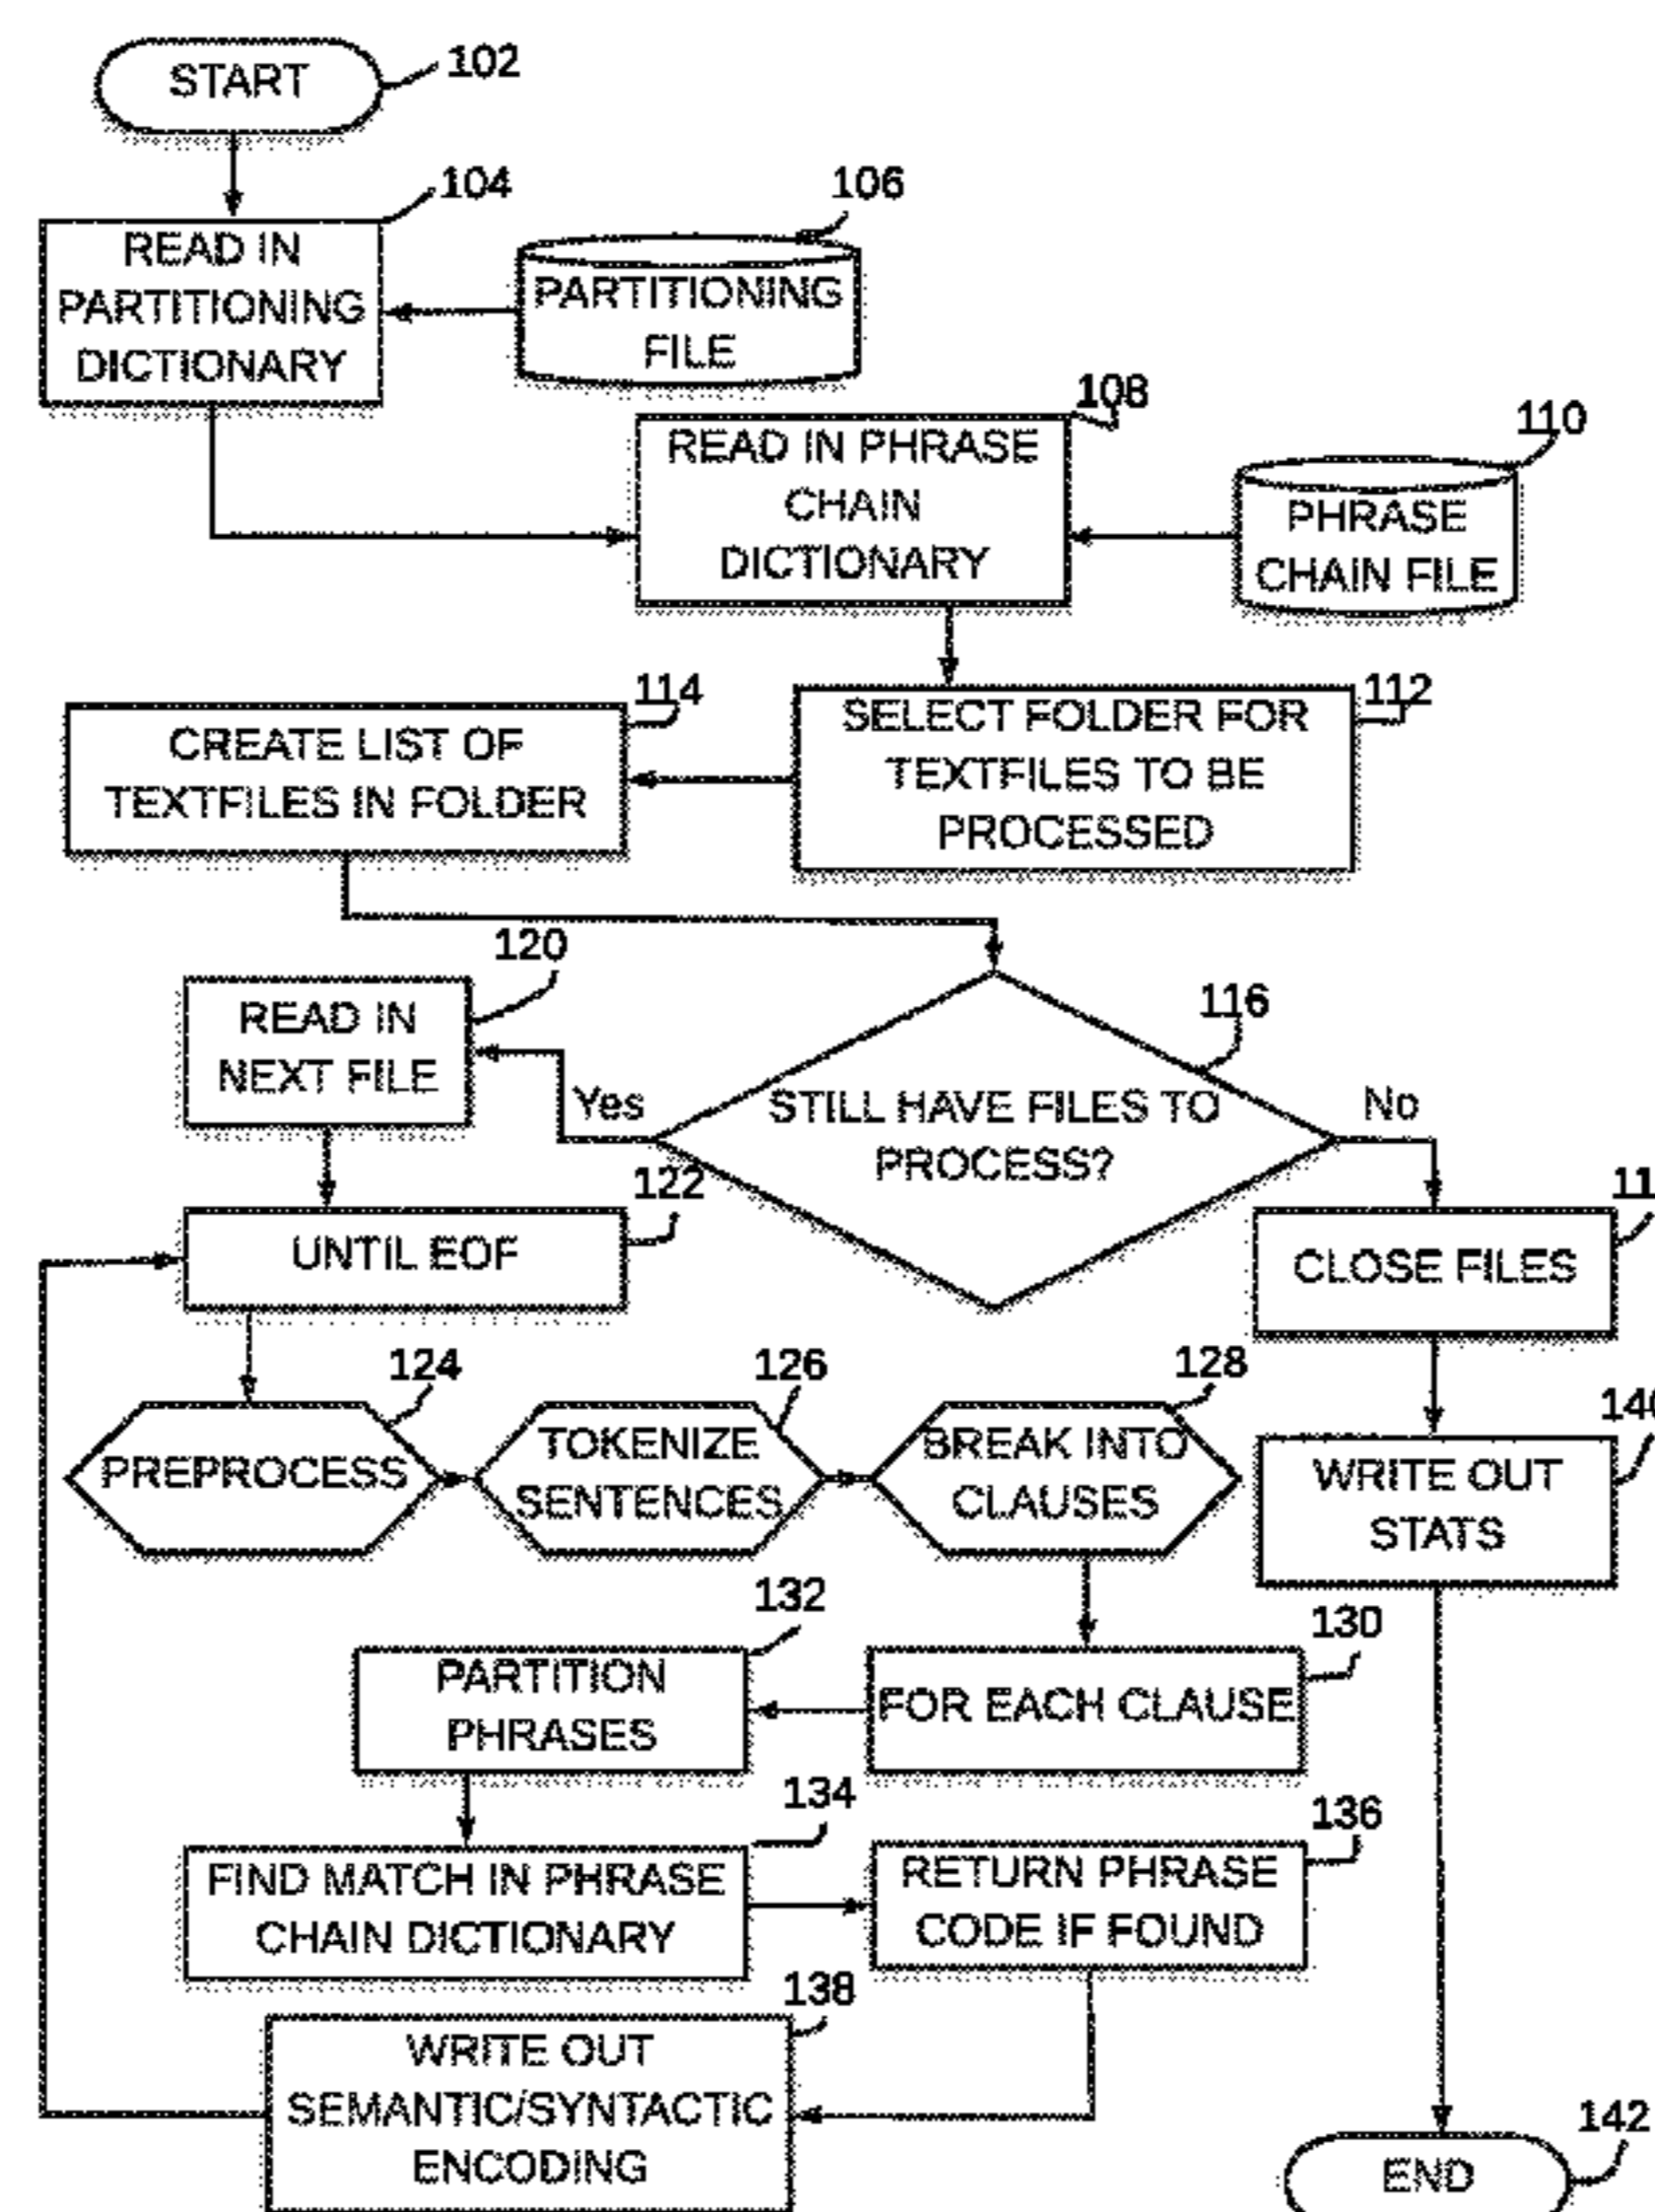 START
102
104
READ IN
PARTITIONING
DICTIONARY
106
PARTITIONING
FILE
108
READ IN PHRASE
CHAIN
DICTIONARY
110
PHRASE
CHAIN FILE
114
CREATE LIST OF
TEXTFILES IN FOLDER
112
SELECT FOLDER FOR
TEXTFILES TO BE
PROCESSED
120
READ IN
NEXT FILE
116
STILL HAVE FILES TO
PROCESS?
Yes
No
122
UNTIL EOF
11
CLOSE FILES
124
PREPROCESS
126
TOKENIZE
SENTENCES
128
BREAK INTO
CLAUSES
140
WRITE OUT
STATS
132
PARTITION
PHRASES
130
FOR EACH CLAUSE
134
FIND MATCH IN PHRASE
CHAIN DICTIONARY
136
RETURN PHRASE
CODE IF FOUND
138
WRITE OUT
SEMANTIC/SYNTACTIC
ENCODING
142
END